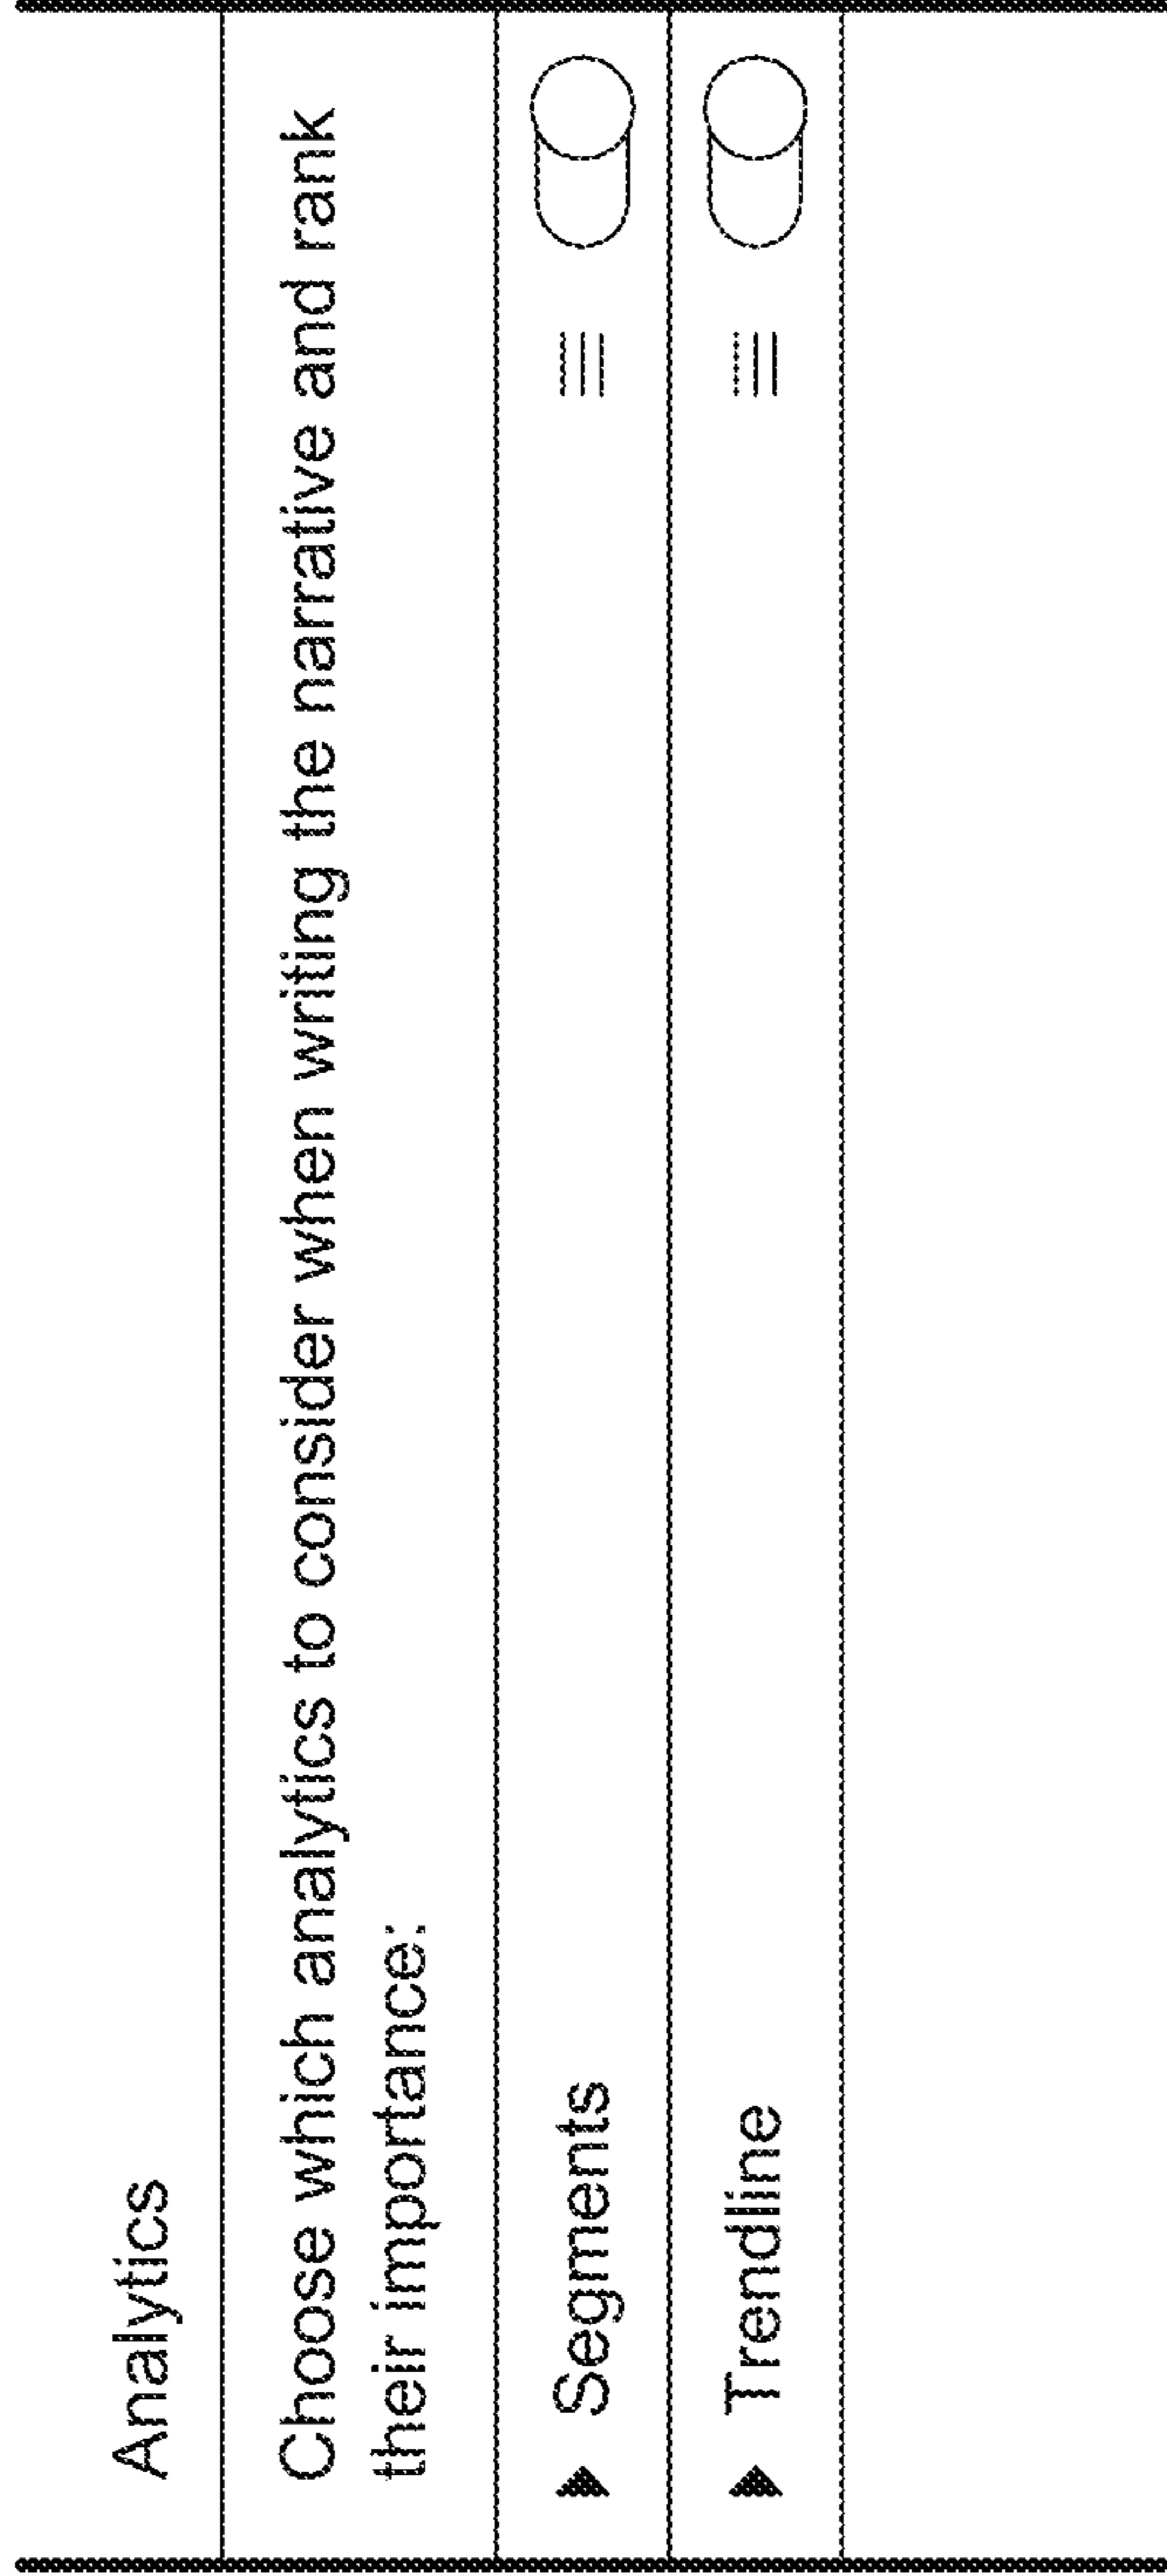 Analytics
Choose which analytics to consider when writing the narrative and rank
their importance:
Segments
Trendline